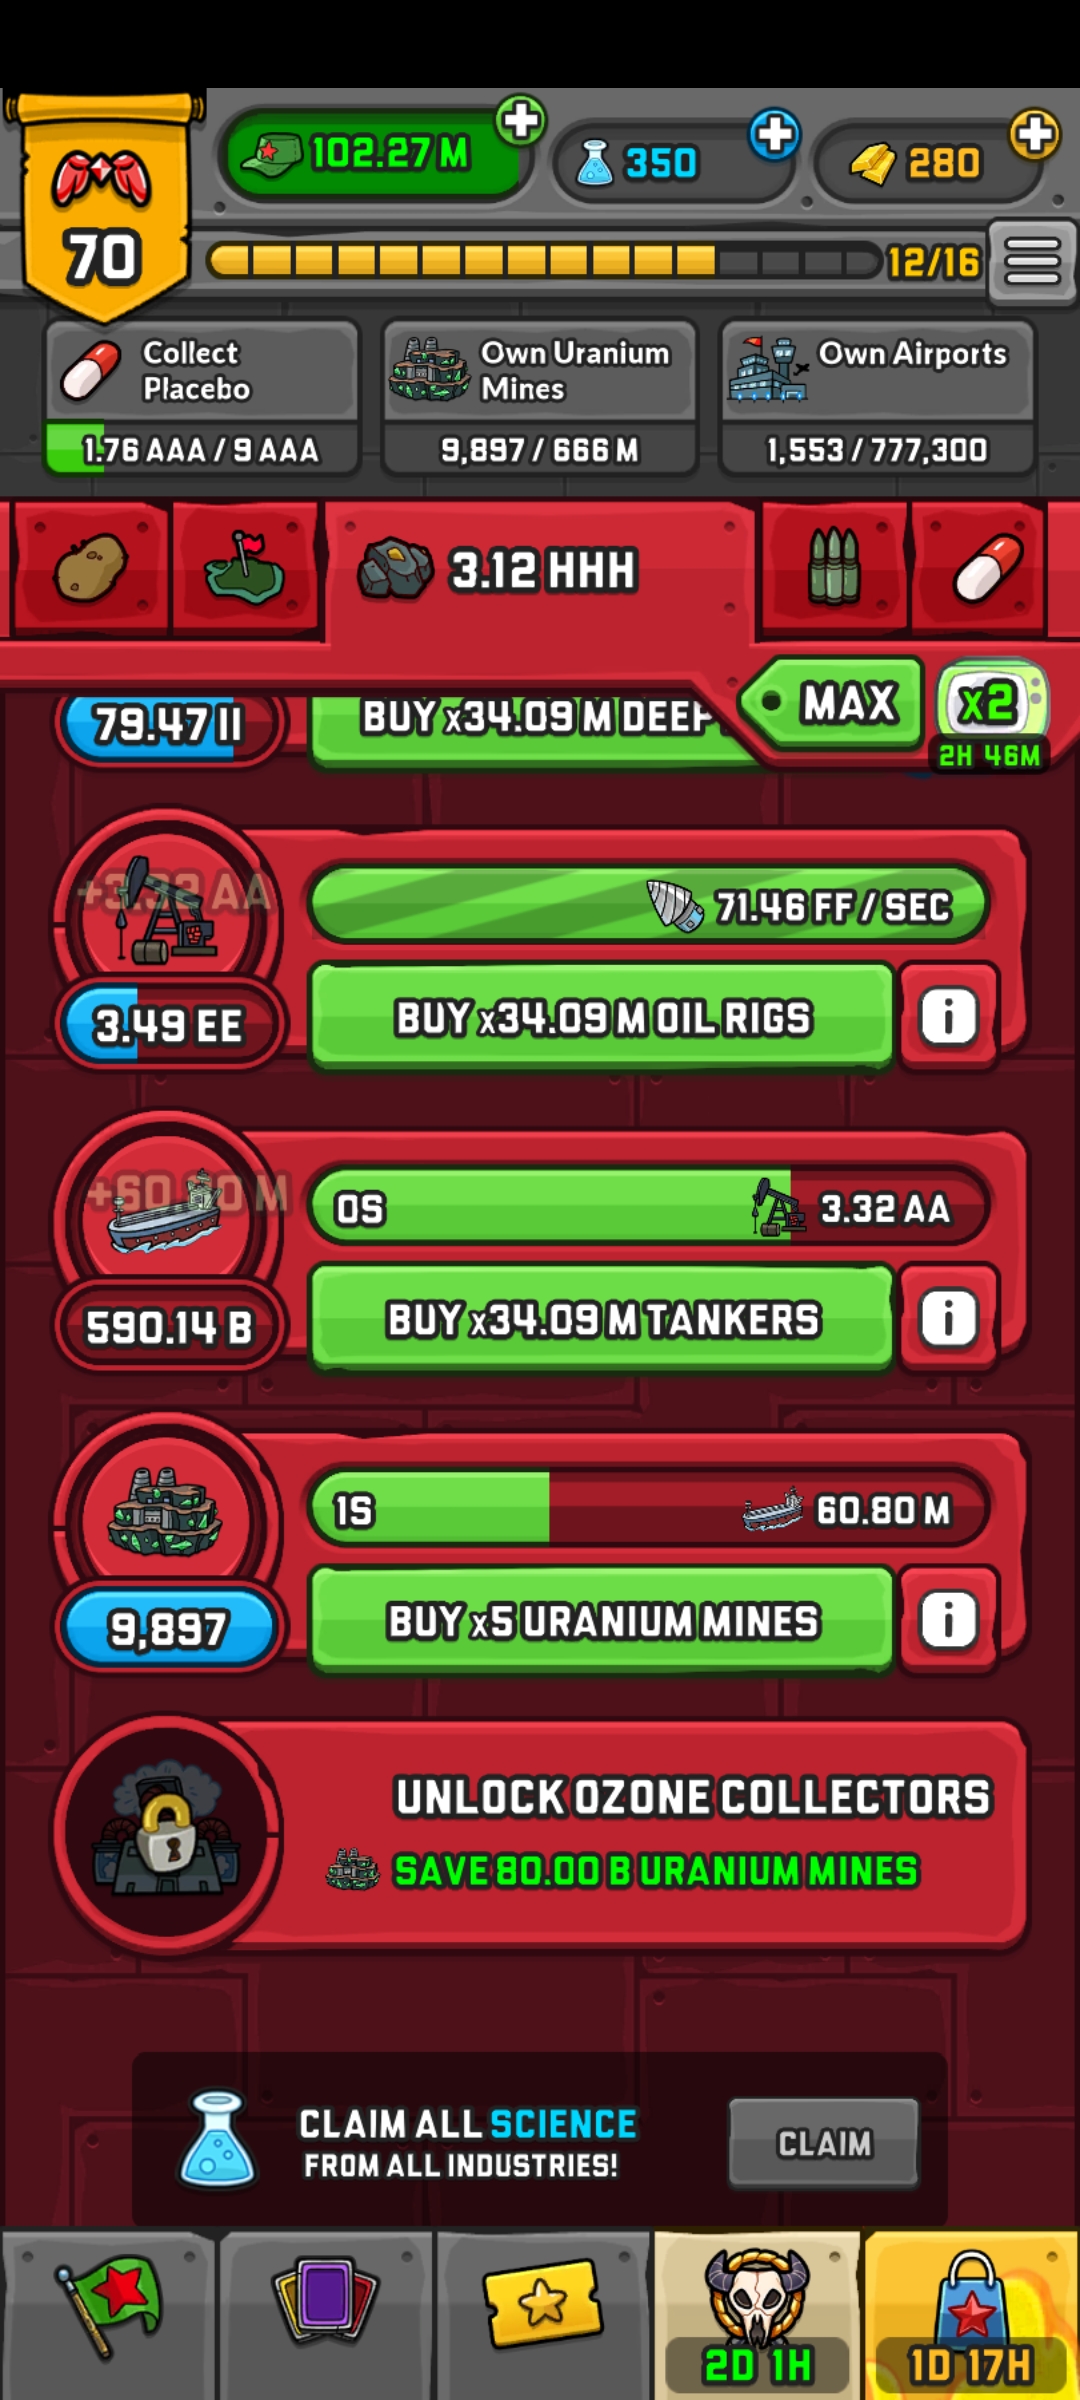 102.27 M
350
280
70
12/16
Collect
Placebo
Own Uranium
Mines
Own Airports
1.76 AAA / 9 AAA
9,897 / 666 M
1,553 / 777,300
3.12 HHH
MAX
x2
2H 46M
79.47 II
BUY x34.09 M DEEP
+3.32 AA
71.46 FF / SEC
3.49 EE
BUY x34.09 M OIL RIGS
i
+60.80 M
0S
3.32 AA
590.14 B
BUY x34.09 M TANKERS
i
1S
60.80 M
9,897
BUY x5 URANIUM MINES
i
UNLOCK OZONE COLLECTORS
SAVE 80.00 B URANIUM MINES
CLAIM ALL SCIENCE
FROM ALL INDUSTRIES!
CLAIM
2D 1H
1D 17H